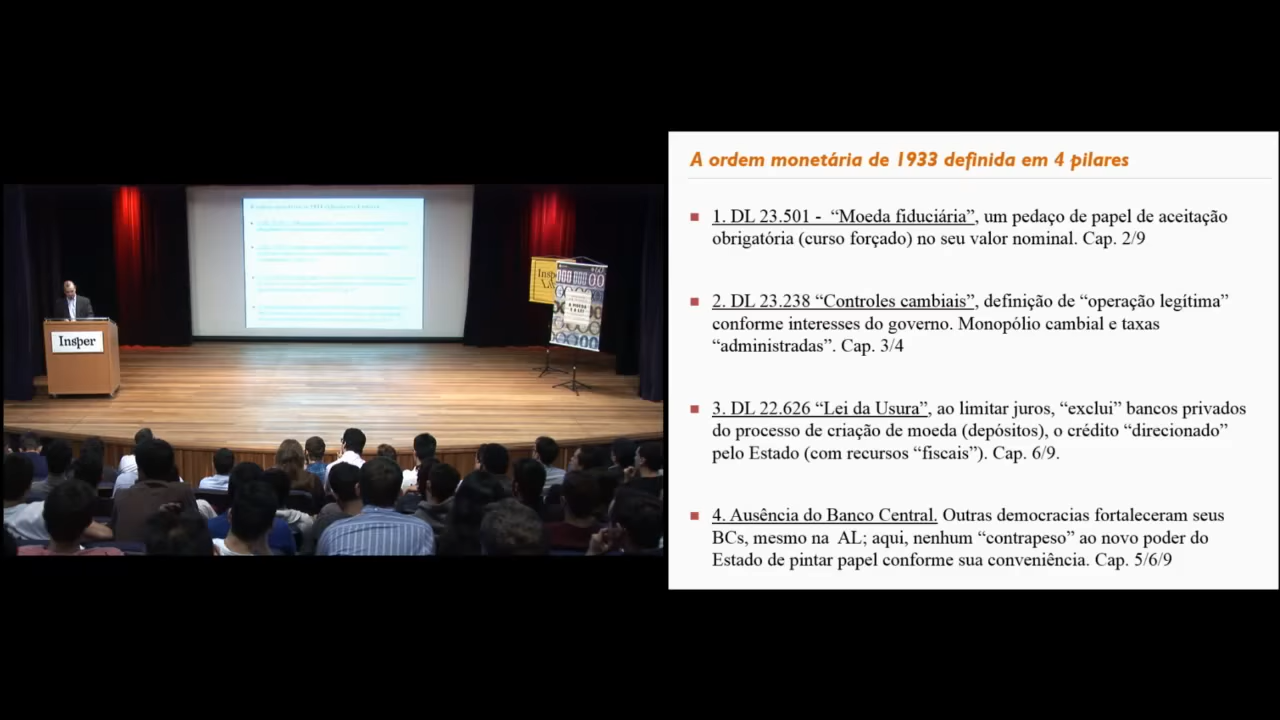 Insper
Insper
A ordem monetária de 1933 definida em 4 pilares
1. DL 23.501 - “Moeda fiduciária”, um pedaço de papel de aceitação
obrigatória (curso forçado) no seu valor nominal. Cap. 2/9
2. DL 23.238 “Controles cambiais”, definição de “operação legítima”
conforme interesses do governo. Monopólio cambial e taxas
“administradas”. Cap. 3/4
3. DL 22.626 “Lei da Usura”, ao limitar juros, “exclui” bancos privados
do processo de criação de moeda (depósitos), o crédito “direcionado”
pelo Estado (com recursos “fiscais”). Cap. 6/9.
4. Ausência do Banco Central. Outras democracias fortaleceram seus
BCs, mesmo na AL; aqui, nenhum “contrapeso” ao novo poder do
Estado de pintar papel conforme sua conveniência. Cap. 5/6/9